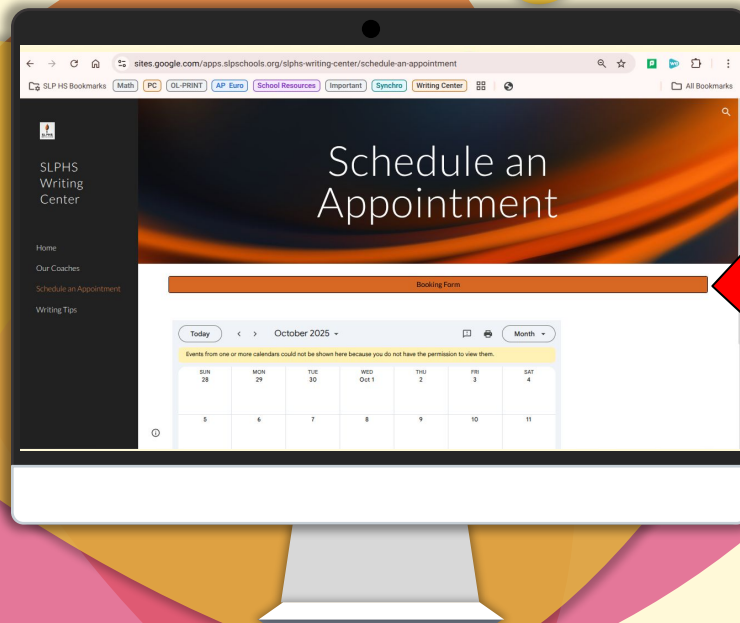 sites.google.com/apps.slpschools.org/slphs-writing-center/schedule-an-appointment
SLP HS Bookmarks Math PC OL-PRINT AP Euro School Resources Important Synchro Writing Center All Bookmarks
SLPHS
Writing
Center
Home
Our Coaches
Schedule an Appointment
Writing Tips
Schedule an
Appointment
Booking Form
Today October 2025 Month
Events from one or more calendars could not be shown here because you do not have the permission to view them.
SUN MON TUE WED THU FRI SAT
28 29 30 Oct 1 2 3 4
5 6 7 8 9 10 11